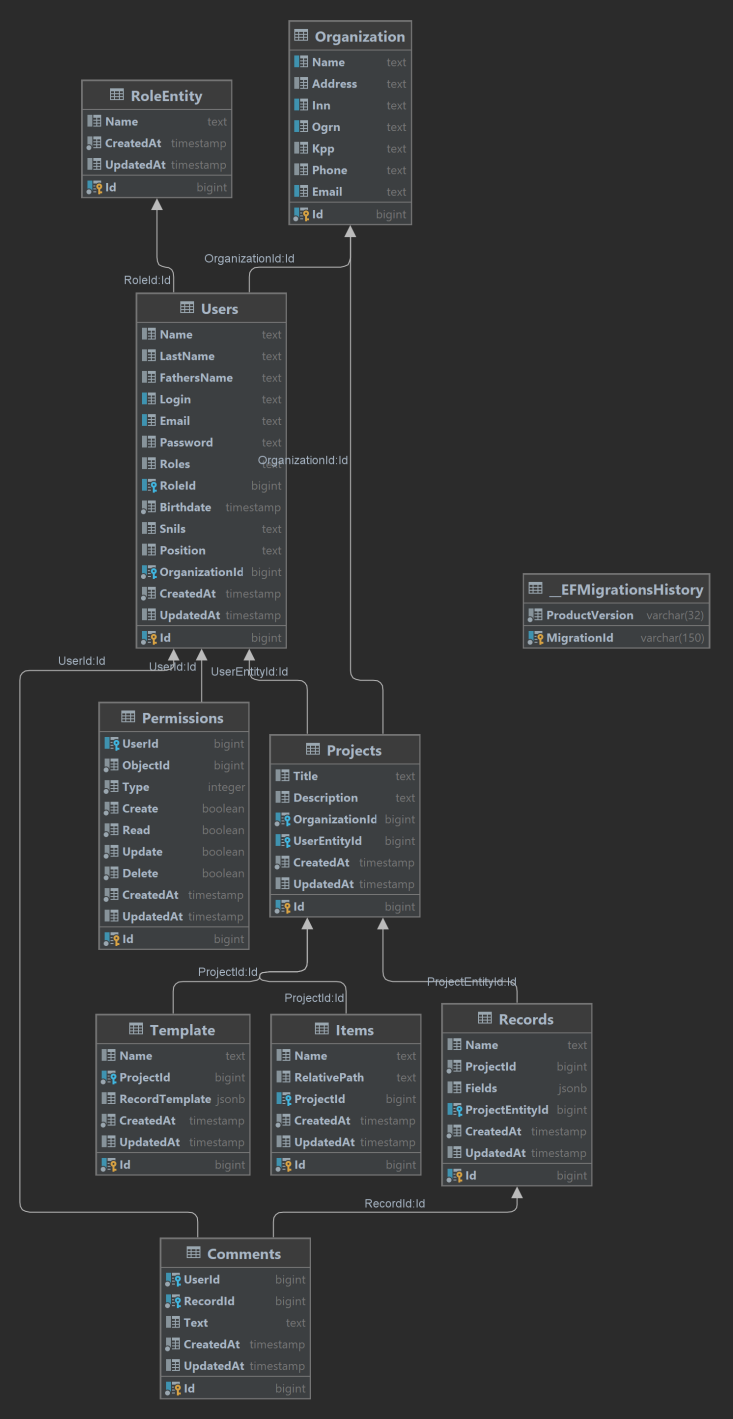 Organization
Name text
Address text
Inn text
Ogrn text
Kpp text
Phone text
Email text
Id bigint
RoleEntity
Name text
CreatedAt timestamp
UpdatedAt timestamp
Id bigint
OrganizationId:Id
RoleId:Id
Users
Name text
LastName text
FathersName text
Login text
Email text
Password text
Roles text
RoleId bigint
Birthdate timestamp
Snils text
Position text
OrganizationId bigint
CreatedAt timestamp
UpdatedAt timestamp
Id bigint
OrganizationId:Id
__EFMigrationsHistory
ProductVersion varchar(32)
MigrationId varchar(150)
UserId:Id
UserId:Id
UserEntityId:Id
Permissions
UserId bigint
ObjectId bigint
Type integer
Create boolean
Read boolean
Update boolean
Delete boolean
CreatedAt timestamp
UpdatedAt timestamp
Id bigint
Projects
Title text
Description text
OrganizationId bigint
UserEntityId bigint
CreatedAt timestamp
UpdatedAt timestamp
Id bigint
ProjectId:Id
ProjectId:Id
ProjectEntityId:Id
Template
Name text
ProjectId bigint
RecordTemplate jsonb
CreatedAt timestamp
UpdatedAt timestamp
Id bigint
Items
Name text
RelativePath text
ProjectId bigint
CreatedAt timestamp
UpdatedAt timestamp
Id bigint
Records
Name text
ProjectId bigint
Fields jsonb
ProjectEntityId bigint
CreatedAt timestamp
UpdatedAt timestamp
Id bigint
RecordId:Id
Comments
UserId bigint
RecordId bigint
Text text
CreatedAt timestamp
UpdatedAt timestamp
Id bigint